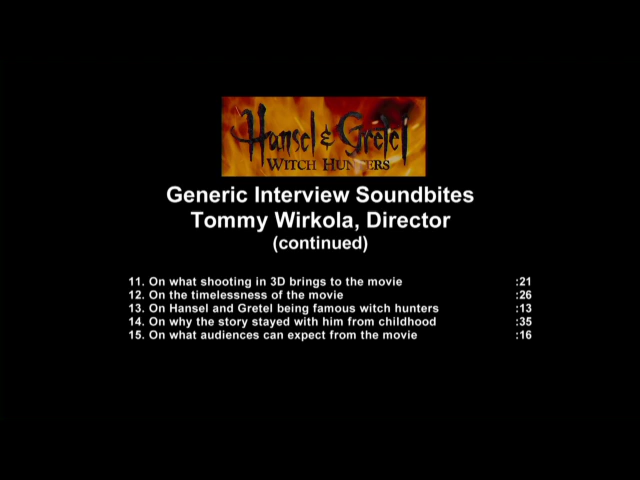 Hansel & Gretel
WITCH HUNTERS
Generic Interview Soundbites
Tommy Wirkola, Director
(continued)
11. On what shooting in 3D brings to the movie :21
12. On the timelessness of the movie :26
13. On Hansel and Gretel being famous witch hunters :13
14. On why the story stayed with him from childhood :35
15. On what audiences can expect from the movie :16